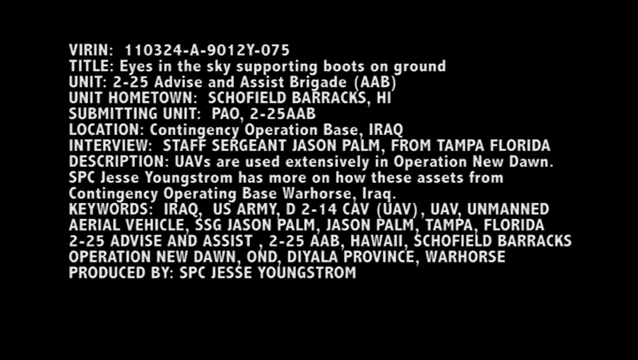 VIRIN:  110324-A-9012Y-075
TITLE: Eyes in the sky supporting boots on ground
UNIT: 2-25 Advise and Assist Brigade (AAB)
UNIT HOMETOWN:  SCHOFIELD BARRACKS, HI
SUBMITTING UNIT:  PAO, 2-25AAB
LOCATION: Contingency Operation Base, IRAQ
INTERVIEW:  STAFF SERGEANT JASON PALM, FROM TAMPA FLORIDA
DESCRIPTION: UAVs are used extensively in Operation New Dawn.
SPC Jesse Youngstrom has more on how these assets from
Contingency Operating Base Warhorse, Iraq.
KEYWORDS:  IRAQ,  US ARMY, D 2-14 CAV (UAV), UAV, UNMANNED
AERIAL VEHICLE, SSG JASON PALM, JASON PALM, TAMPA, FLORIDA
2-25 ADVISE AND ASSIST , 2-25 AAB, HAWAII, SCHOFIELD BARRACKS
OPERATION NEW DAWN, OND, DIYALA PROVINCE, WARHORSE
PRODUCED BY: SPC JESSE YOUNGSTROM